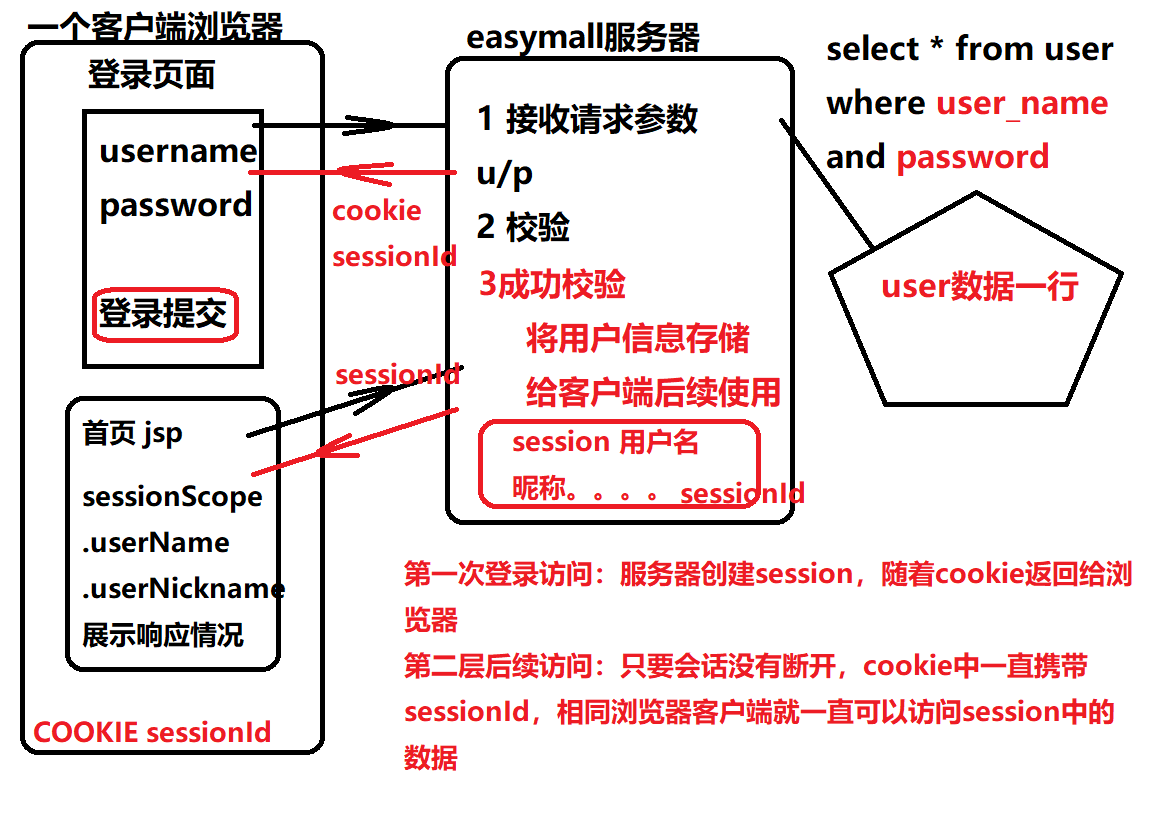 一个客户端浏览器
登录页面
username
password
登录提交
cookie
sessionId
sessionId
首页 jsp
sessionScope
.userName
.userNickname
展示响应情况
COOKIE sessionId
easymall服务器
1 接收请求参数
u/p
2 校验
3成功校验
将用户信息存储
给客户端后续使用
session 用户名
昵称。。。。 sessionId
select * from user
where user_name
and password
user数据一行
第一次登录访问：服务器创建session，随着cookie返回给浏
览器
第二层后续访问：只要会话没有断开，cookie中一直携带
sessionId，相同浏览器客户端就一直可以访问session中的
数据